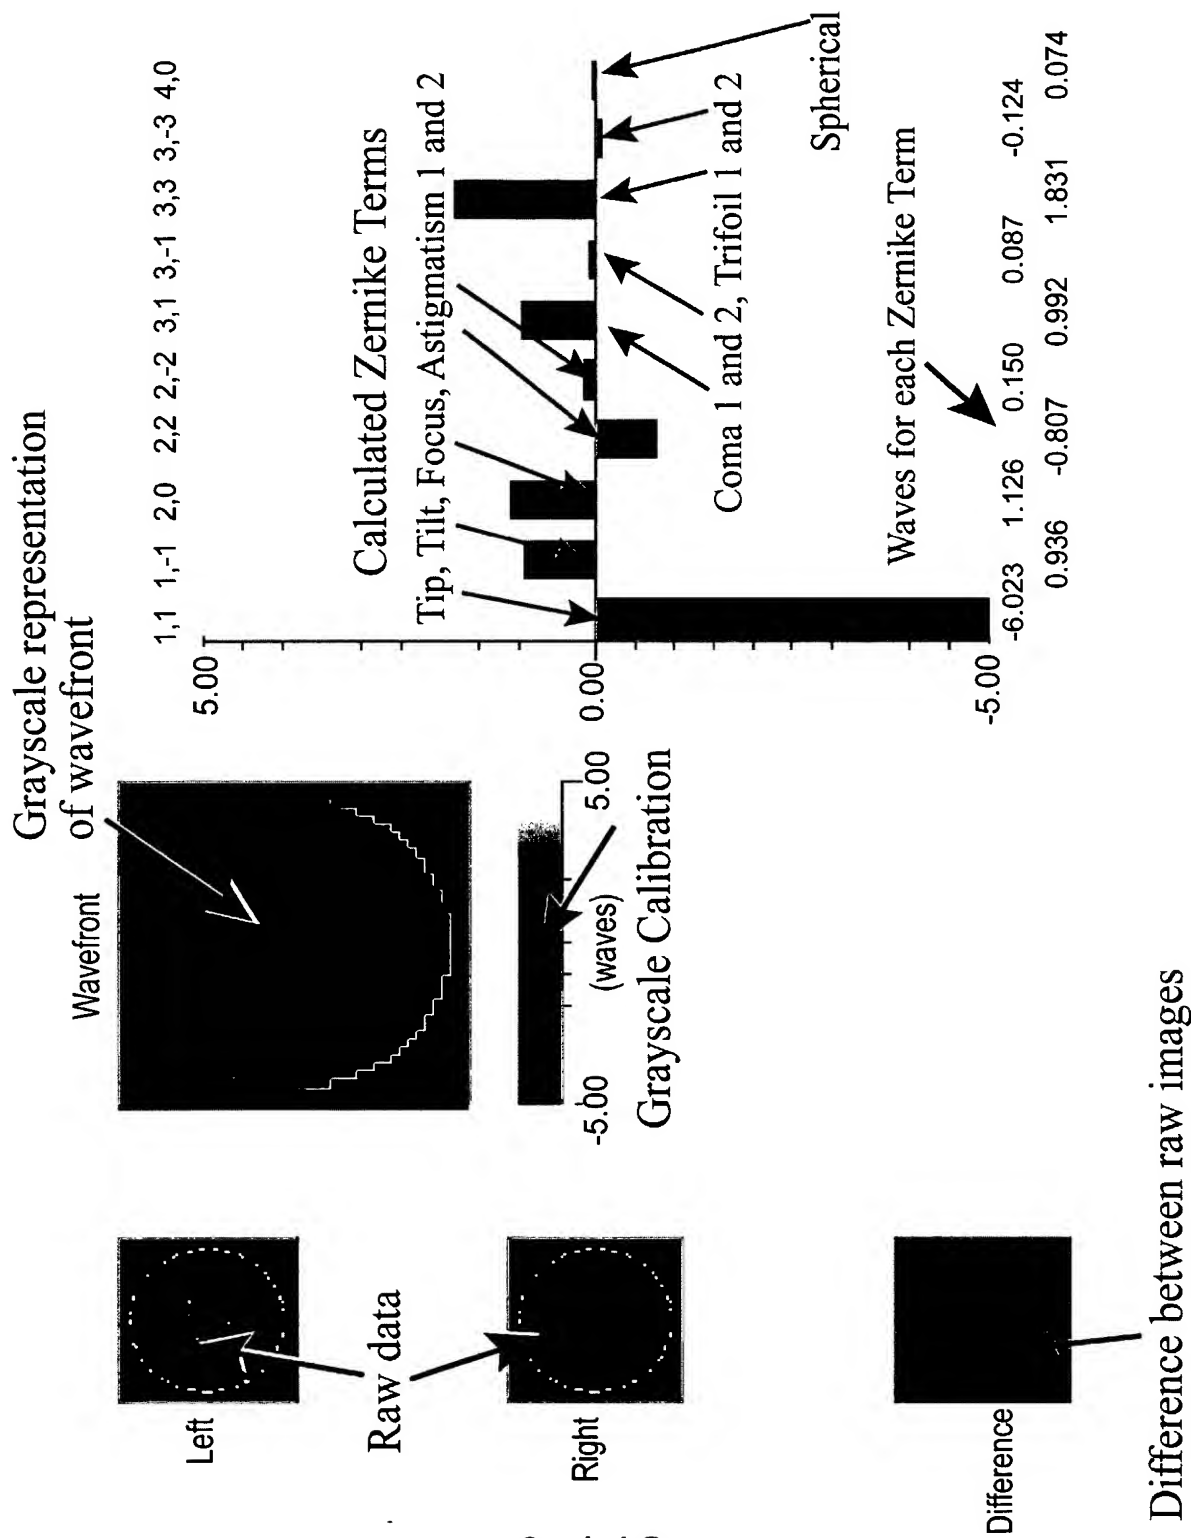 Grayscale representation
of wavefront
Wavefront
Left
Raw data
Right
Difference
Difference between raw images
-5.00
(waves)
5.00
Grayscale Calibration
1,1 1,-1 2,0 2,2 2,-2 3,1 3,-1 3,3 3,-3 4,0
5.00
0.00
-5.00
Calculated Zernike Terms
Tip, Tilt, Focus, Astigmatism 1 and 2
Coma 1 and 2, Trifoil 1 and 2
Spherical
Waves for each Zernike Term
-6.023 1.126 0.150 0.087 -0.124
0.936 -0.807 0.992 1.831 0.074